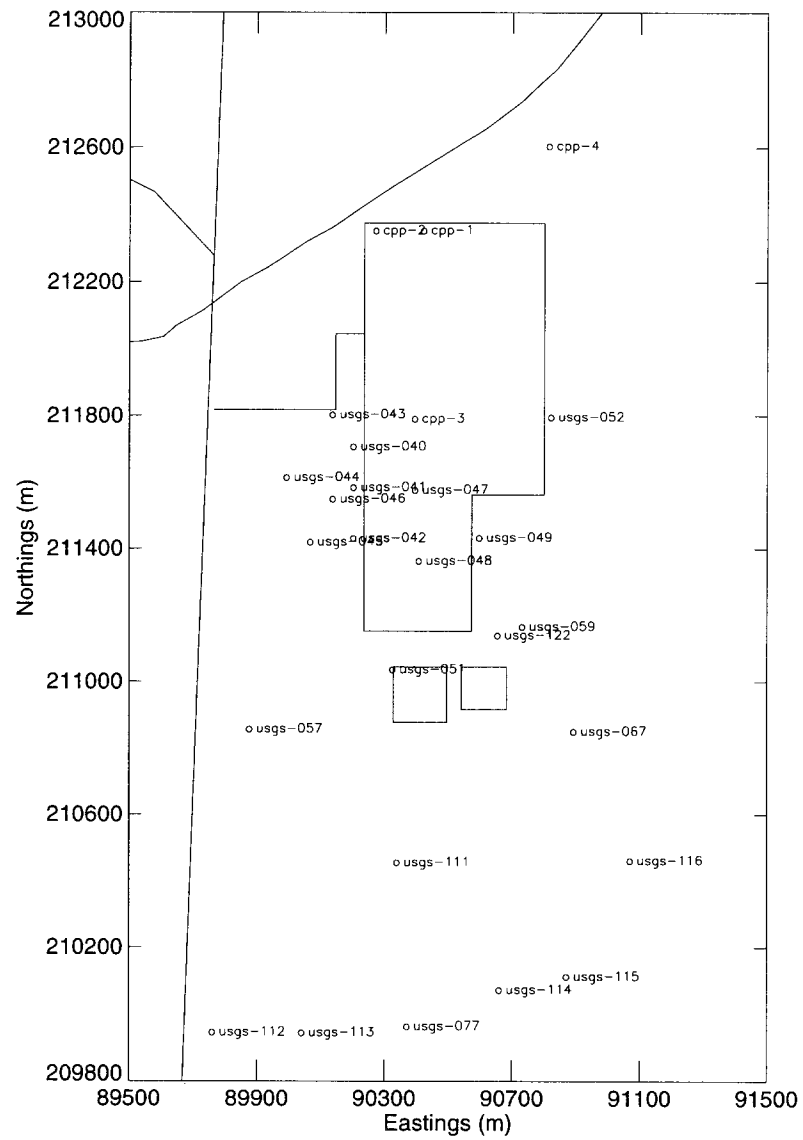 213000
212600
212200
211800
211400
211000
210600
210200
209800
Northings (m)
cpp-4
cpp-2
cpp-1
usgs-043
cpp-3
usgs-052
usgs-040
usgs-044
usgs-041
usgs-047
usgs-046
usgs-045
usgs-042
usgs-049
usgs-048
usgs-059
usgs-122
usgs-051
usgs-057
usgs-067
usgs-111
usgs-116
usgs-115
usgs-114
usgs-112
usgs-113
usgs-077
89500 89900 90300 90700 91100 91500
Eastings (m)